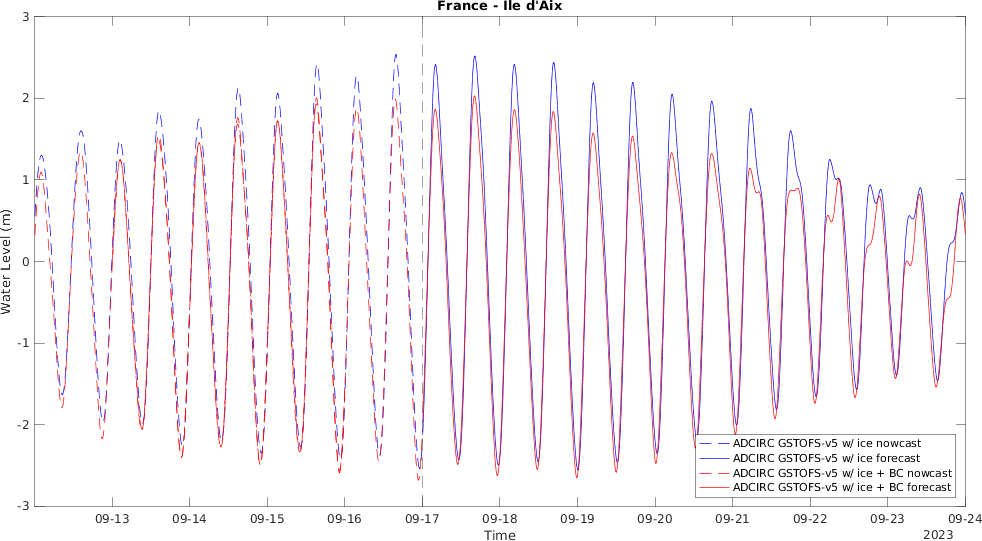 France - Ile d'Aix
3
2
1
0
-1
-2
-3
Water Level (m)
ADCIRC GSTOFS-v5 w/ ice nowcast
ADCIRC GSTOFS-v5 w/ ice forecast
ADCIRC GSTOFS-v5 w/ ice + BC nowcast
ADCIRC GSTOFS-v5 w/ ice + BC forecast
09-13 09-14 09-15 09-16 09-17 09-18 09-19 09-20 09-21 09-22 09-23 09-24
Time
2023